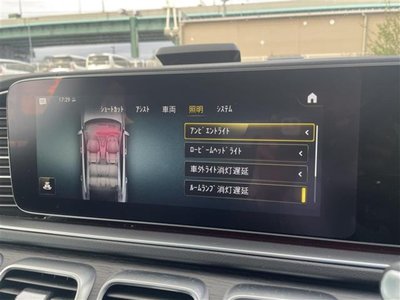 17:29
ショートカット アシスト 車両 照明 システム
アンビエントライト
ロービームヘッドライト
車外ライト消灯遅延
ルームランプ消灯遅延